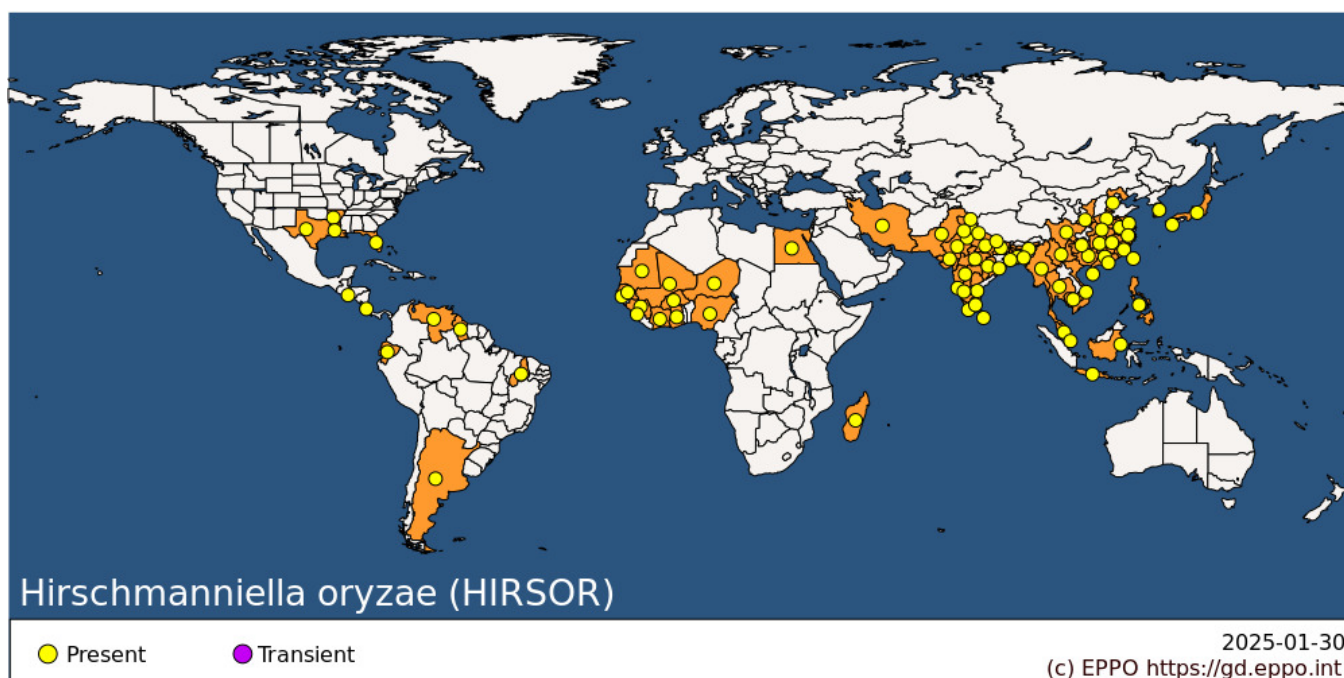 Hirschmanniella oryzae (HIRSOR)
Present
Transient
2025-01-30
(c) EPPO https://gd.eppo.int